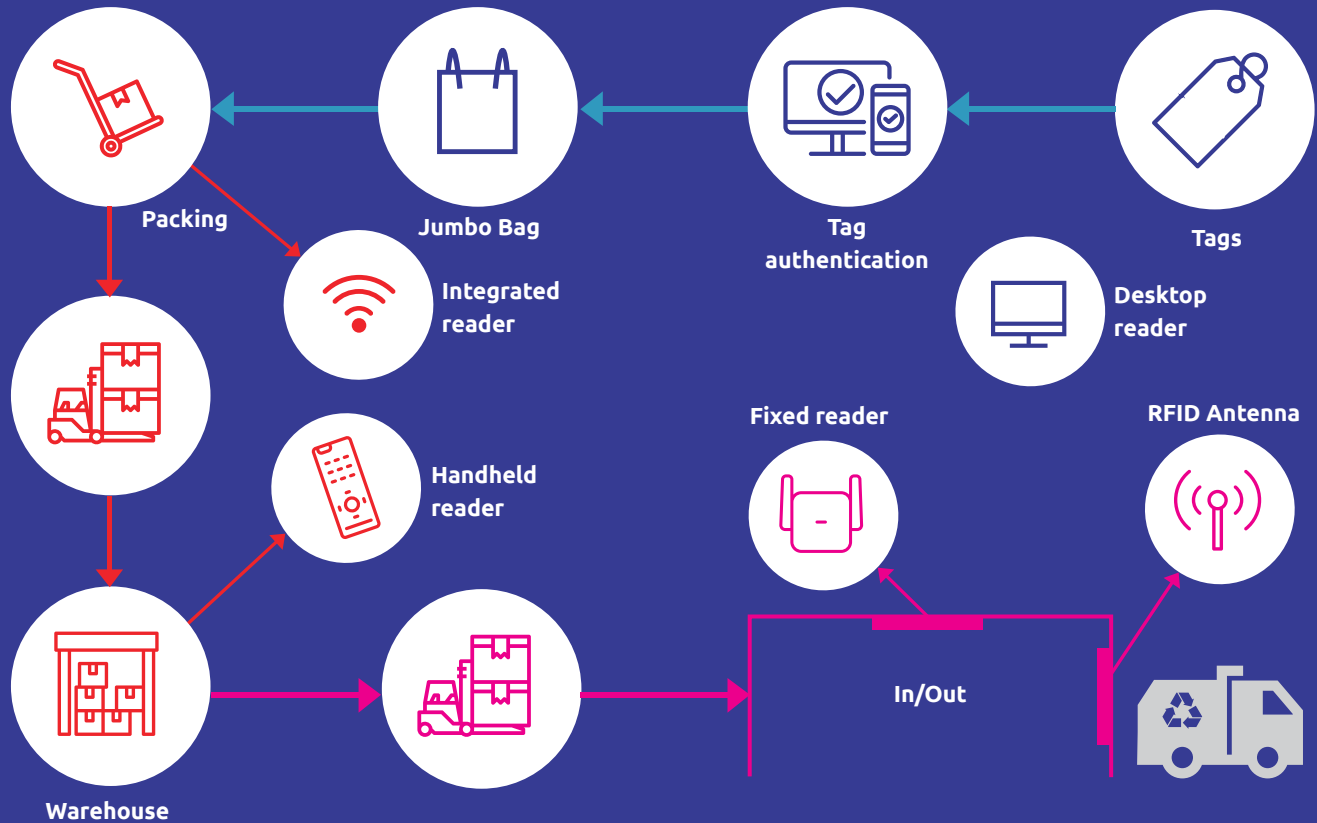 Packing
Jumbo Bag
Tag
authentication
Tags
Integrated
reader
Desktop
reader
Fixed reader
RFID Antenna
Handheld
reader
In/Out
Warehouse